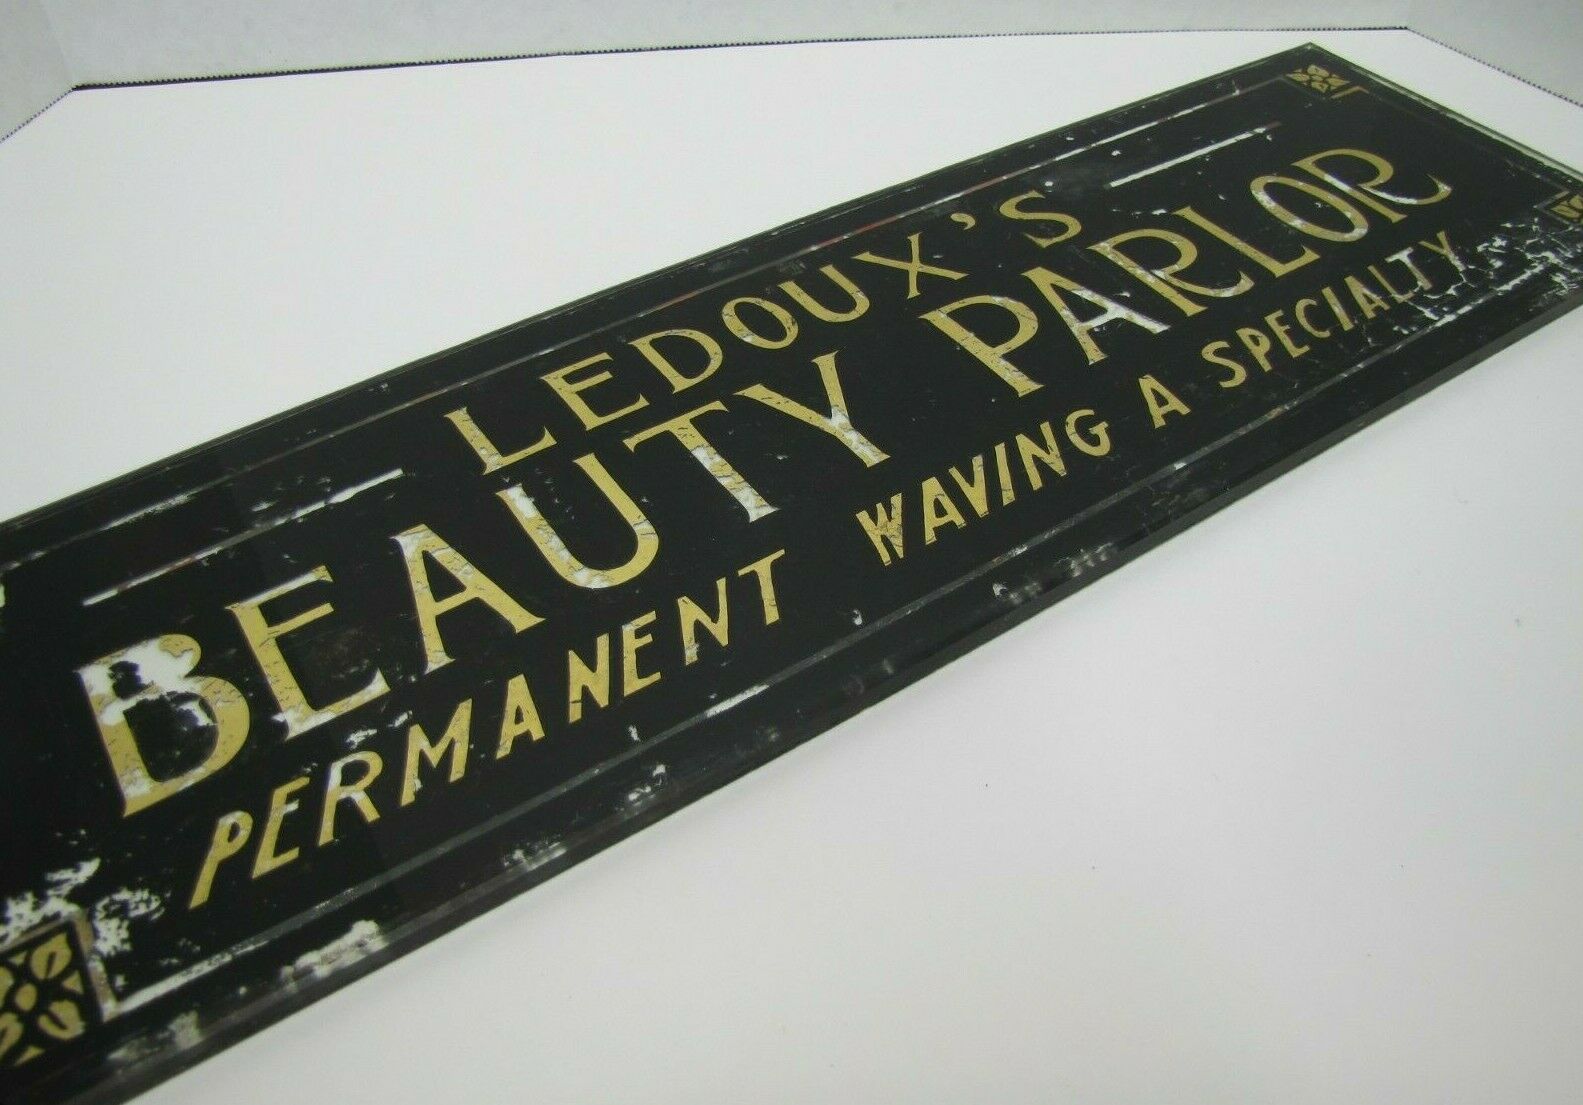 LEDOUX'S
BEAUTY PARLOR
PERMANENT WAVING A SPECIALTY